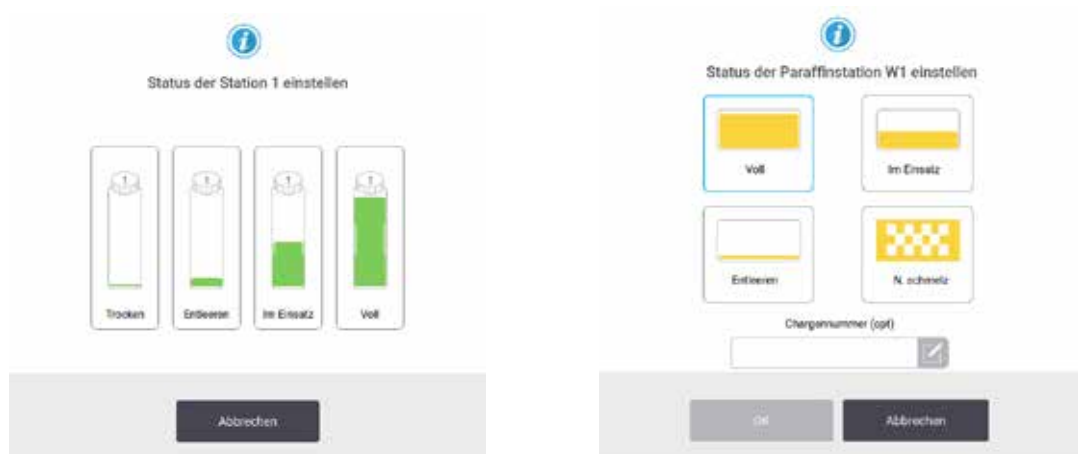 Status der Station 1 einstellen
1
1
1
1
Trocken
Entleeren
Im Einsatz
Voll
Abbrechen
Status der Paraffinstation W1 einstellen
Voll
Im Einsatz
Entleeren
N. schmelz
Chargennummer (opt)
OK
Abbrechen